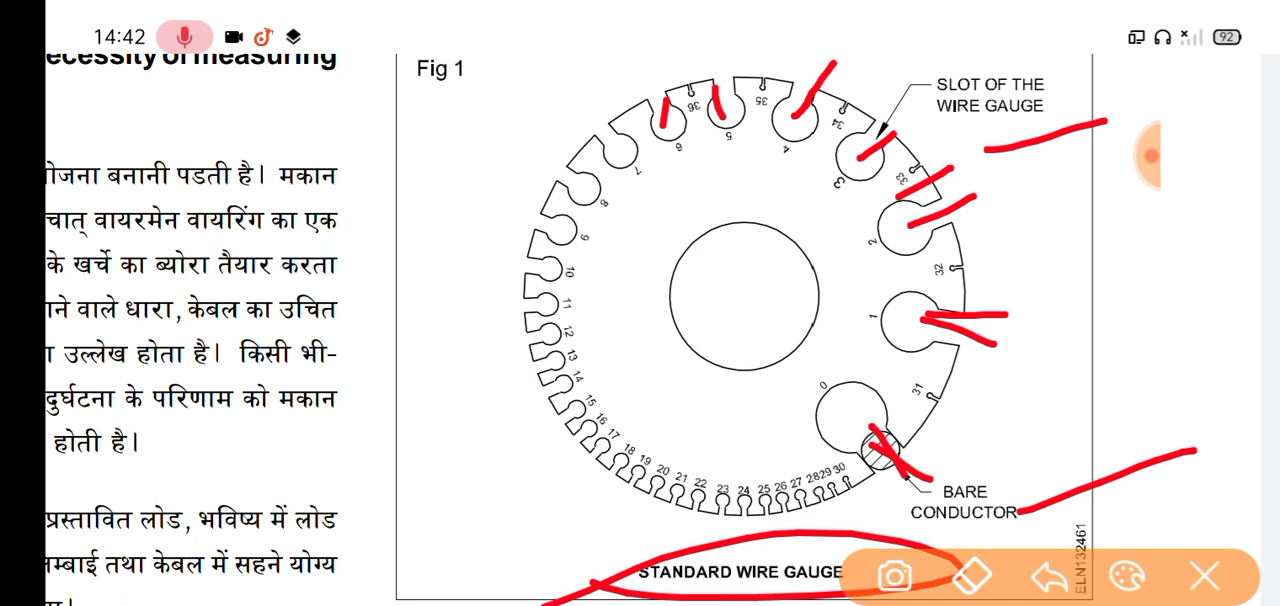 14:42
92
ecessity of measuring
ोजना बनानी पडती है। मकान
चात् वायरमेन वायरिंग का एक
के खर्चे का ब्योरा तैयार करता
ाने वाले धारा, केबल का उचित
ा उल्लेख होता है। किसी भी-
दुर्घटना के परिणाम को मकान
होती है।
प्रस्तावित लोड, भविष्य में लोड
म्बाई तथा केबल में सहने योग्य
Fig 1
SLOT OF THE
WIRE GAUGE
36
35
34
33
32
31
0
1
2
3
4
5
6
7
8
9
10
11
12
13
14
15
16
17
18
19
20
21
22
23
24
25
26
27
28
29
30
BARE
CONDUCTOR
STANDARD WIRE GAUGE
ELN132461